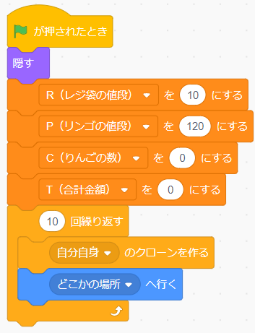 が押されたとき
隠す
R（レジ袋の値段） を 10 にする
P（リンゴの値段） を 120 にする
C（りんごの数） を 0 にする
T（合計金額） を 0 にする
10 回繰り返す
自分自身 のクローンを作る
どこかの場所 へ行く